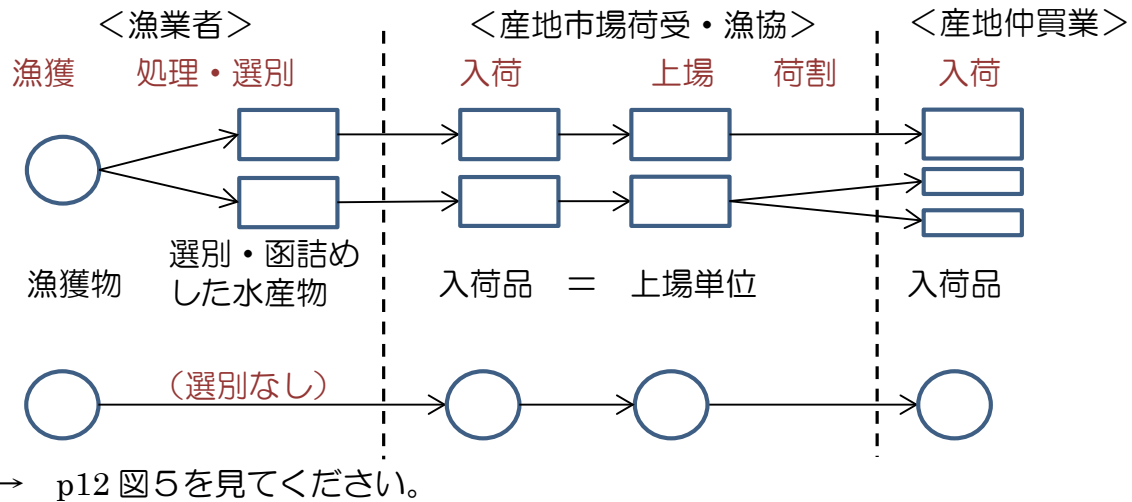 <漁業者> <産地市場荷受・漁協> <産地仲買業>
漁獲 処理・選別 入荷 上場 荷割 入荷
選別・函詰め
した水産物
漁獲物 入荷品 = 上場単位 入荷品
(選別なし)
→ p12 図5を見てください。